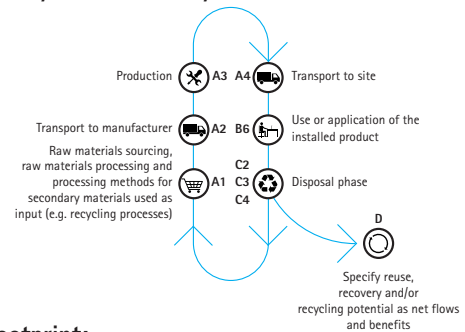 Production
A3
A4
Transport to site
Transport to manufacturer
A2
B6
Use or application of the
installed product
Raw materials sourcing,
raw materials processing and
processing methods for
secondary materials used as
input (e.g. recycling processes)
A1
C2
C3
C4
Disposal phase
D
Specify reuse,
recovery and/or
recycling potential as net flows
and benefits